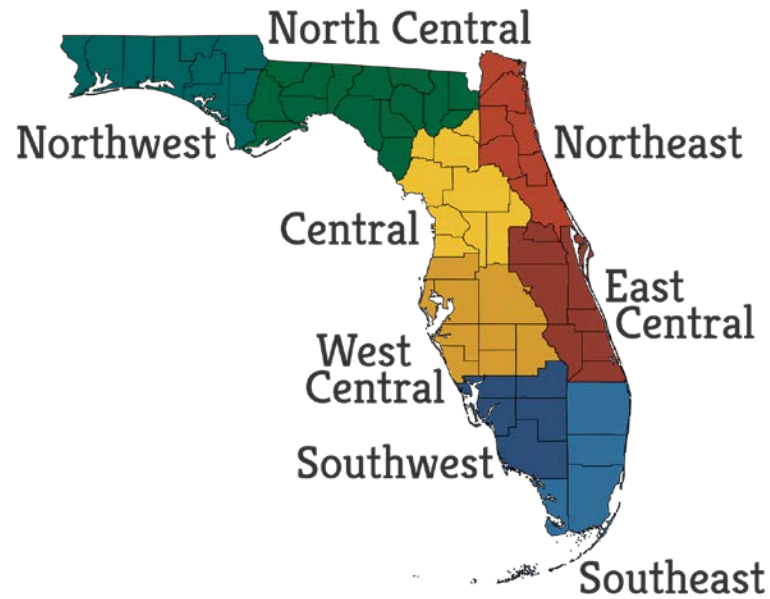 North Central
Northwest
Northeast
Central
East
Central
West
Central
Southwest
Southeast